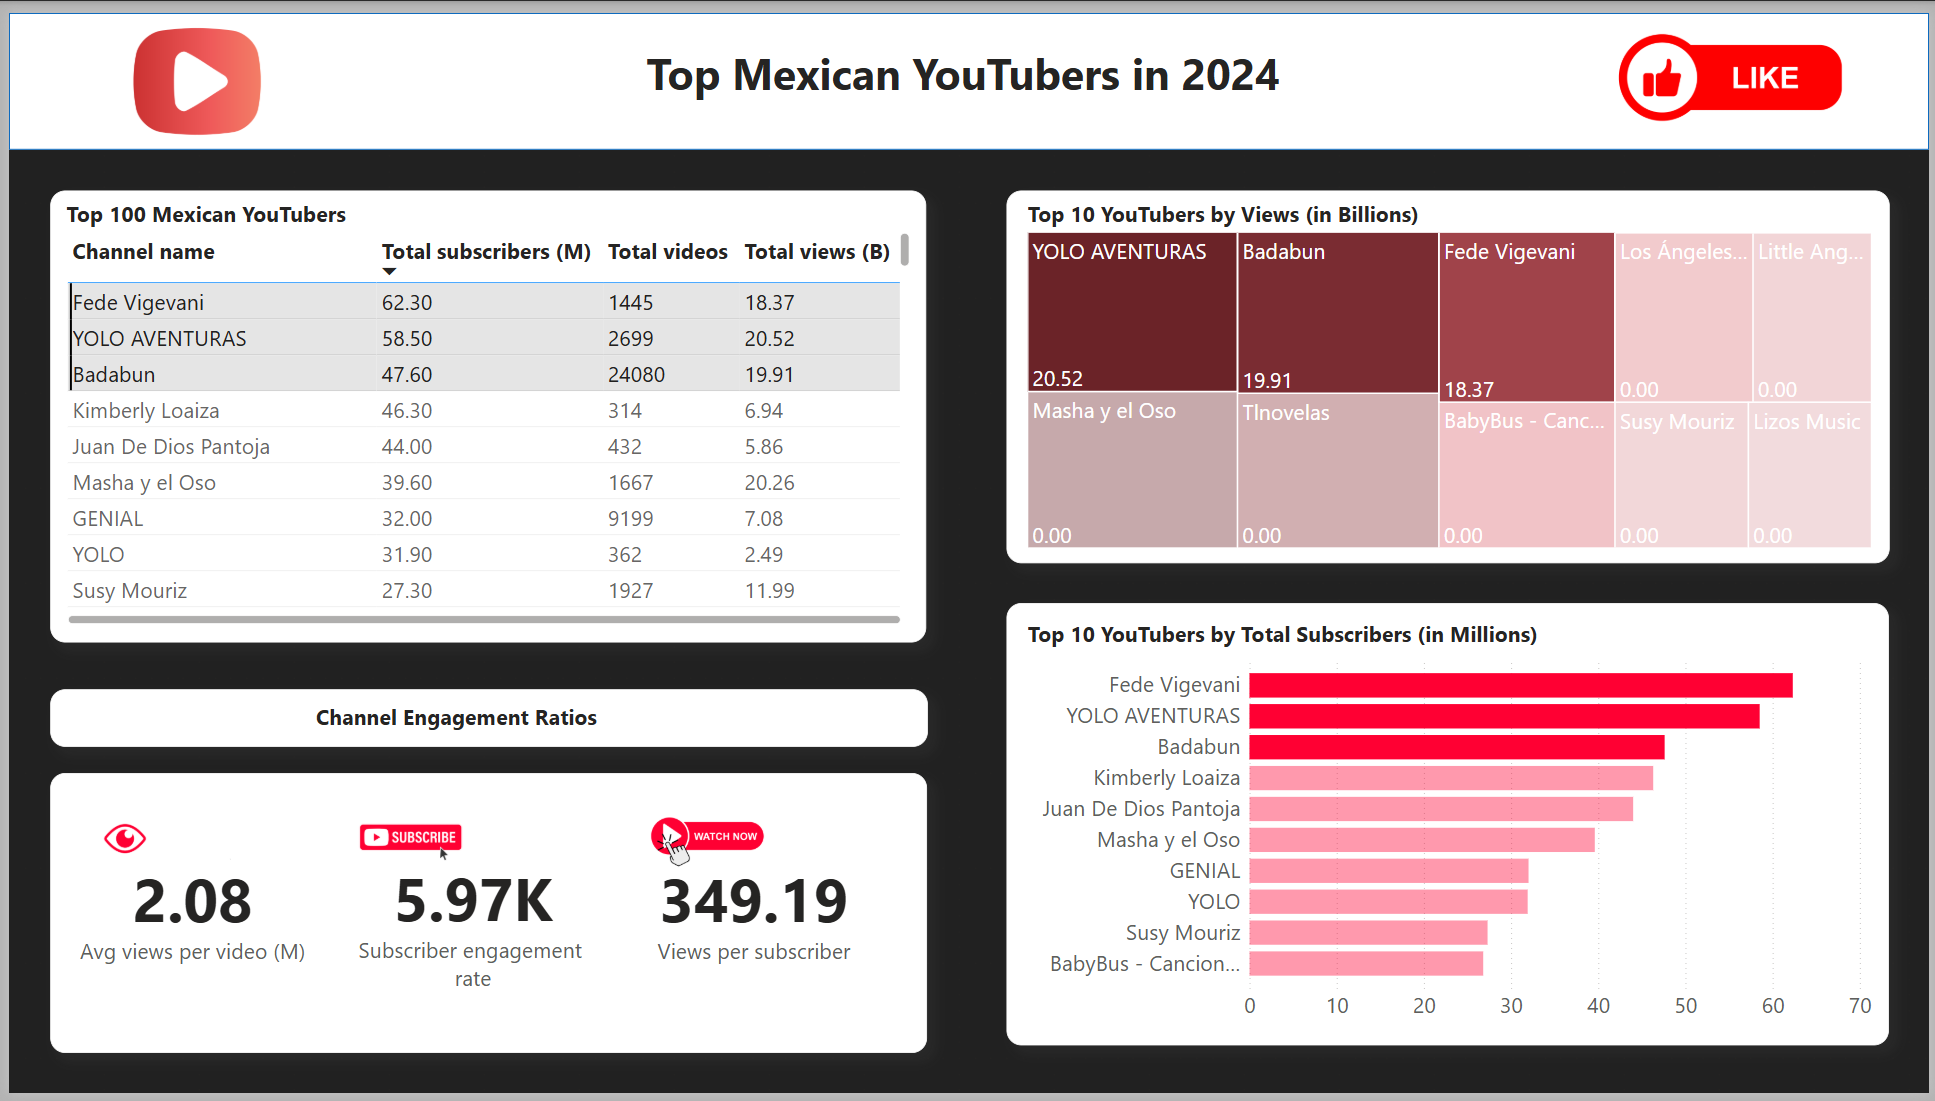 Top Mexican YouTubers in 2024
LIKE
Top 100 Mexican YouTubers
Channel name Total subscribers (M) Total videos Total views (B)
Fede Vigevani 62.30 1445 18.37
YOLO AVENTURAS 58.50 2699 20.52
Badabun 47.60 24080 19.91
Kimberly Loaiza 46.30 314 6.94
Juan De Dios Pantoja 44.00 432 5.86
Masha y el Oso 39.60 1667 20.26
GENIAL 32.00 9199 7.08
YOLO 31.90 362 2.49
Susy Mouriz 27.30 1927 11.99
Channel Engagement Ratios
SUBSCRIBE
WATCH NOW
2.08 5.97K 349.19
Avg views per video (M) Subscriber engagement Views per subscriber
rate
Top 10 YouTubers by Views (in Billions)
YOLO AVENTURAS Badabun Fede Vigevani Los Ángeles... Little Ang...
20.52 19.91 18.37 0.00 0.00
Masha y el Oso Tlnovelas BabyBus - Canc... Susy Mouriz Lizos Music
0.00 0.00 0.00 0.00 0.00
Top 10 YouTubers by Total Subscribers (in Millions)
Fede Vigevani
YOLO AVENTURAS
Badabun
Kimberly Loaiza
Juan De Dios Pantoja
Masha y el Oso
GENIAL
YOLO
Susy Mouriz
BabyBus - Cancion...
0 10 20 30 40 50 60 70